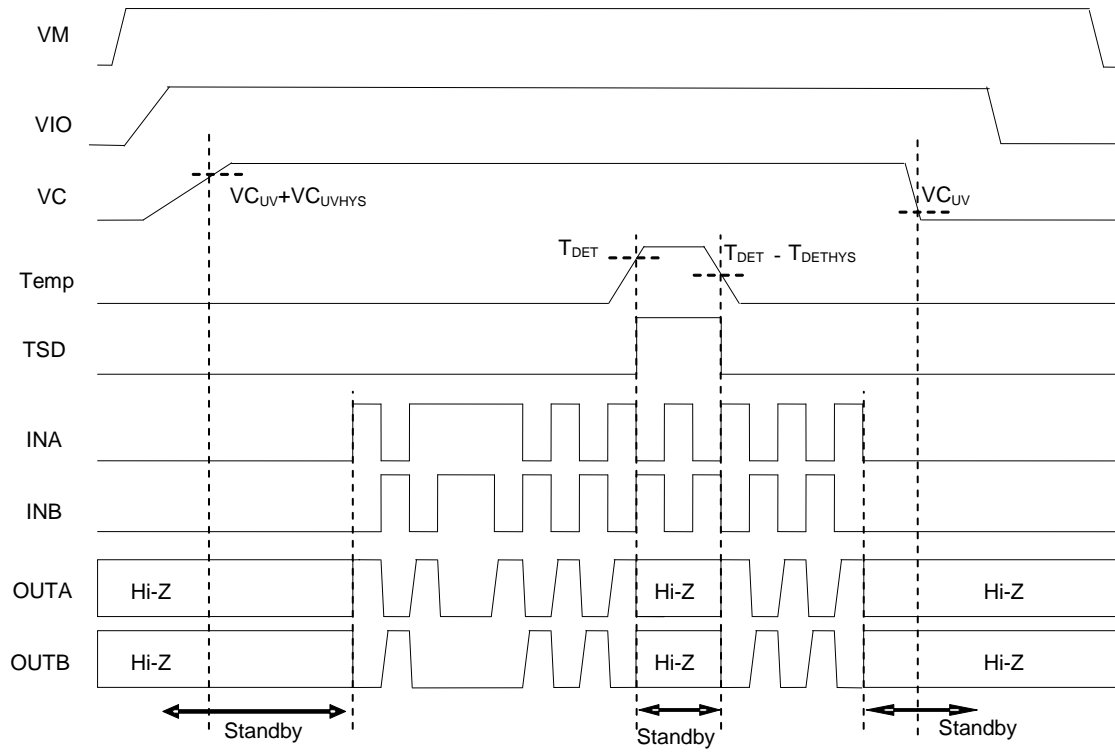 VM
VIO
VC
VCUV+VCUVHYS
VCUV
TDET
TDET - TDETHYS
Temp
TSD
INA
INB
OUTA
Hi-Z
Hi-Z
Hi-Z
OUTB
Hi-Z
Hi-Z
Hi-Z
Standby
Standby
Standby